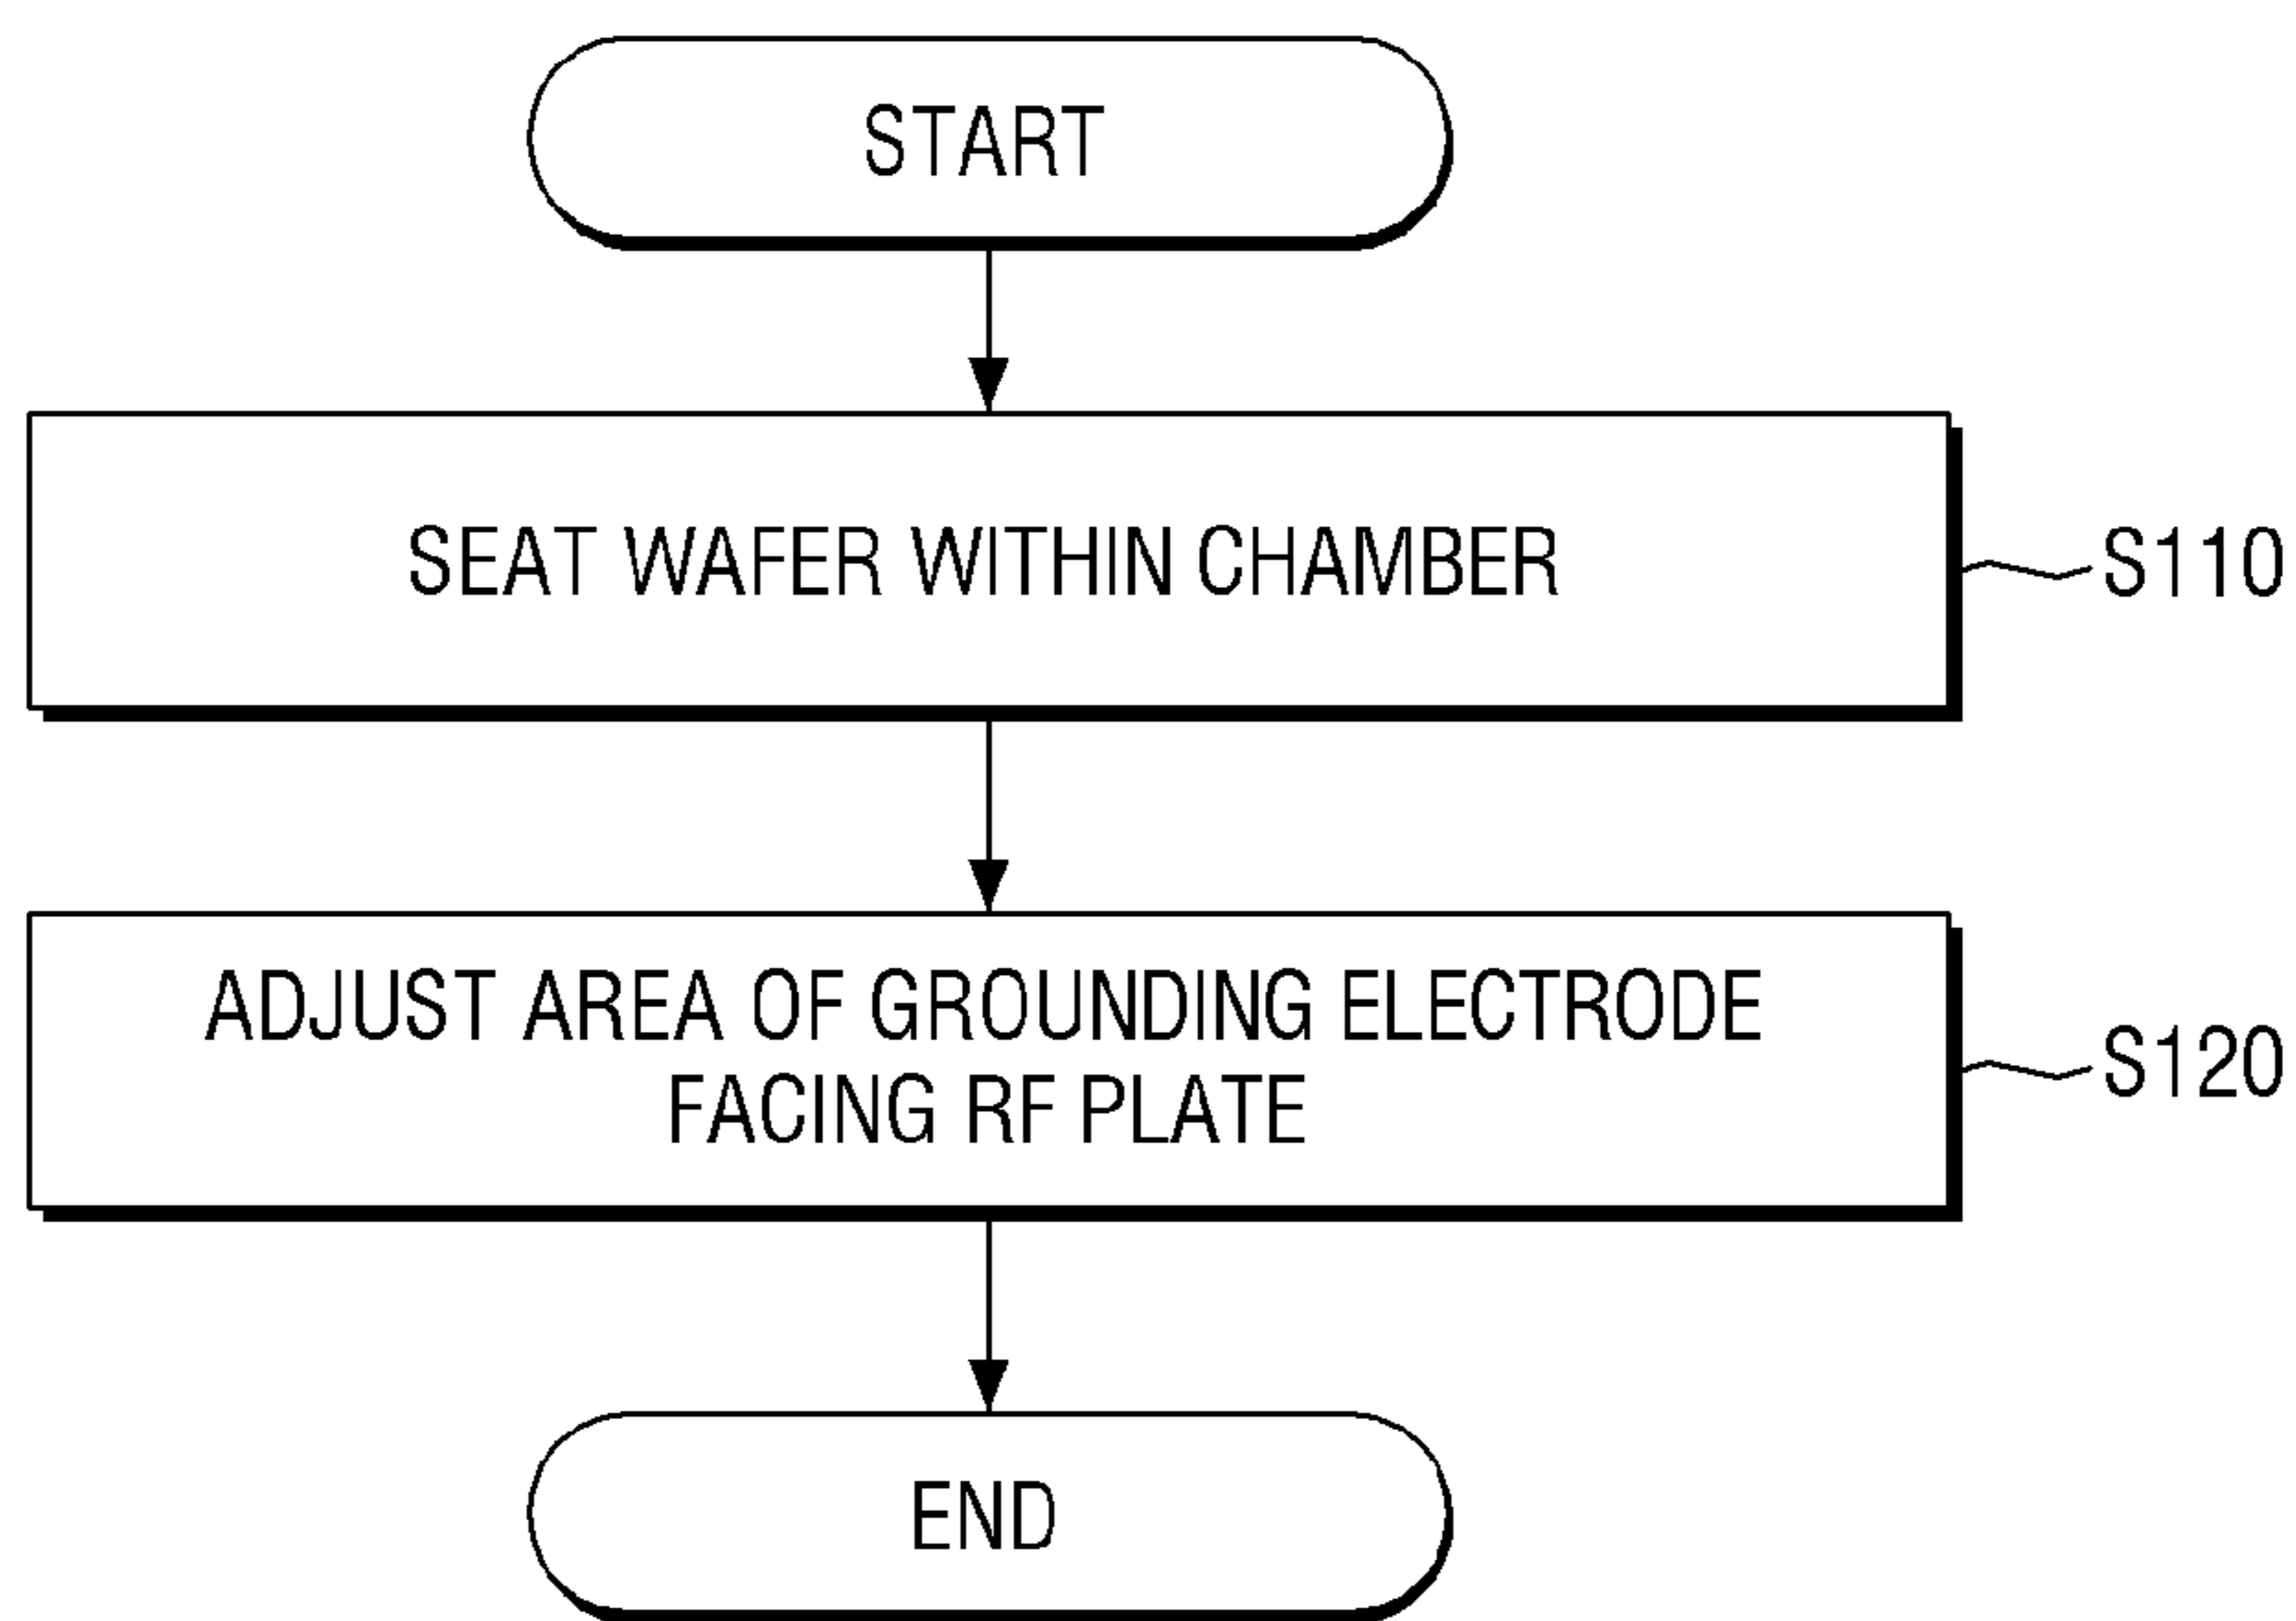 START
SEAT WAFER WITHIN CHAMBER
S110
ADJUST AREA OF GROUNDING ELECTRODE
FACING RF PLATE
S120
END